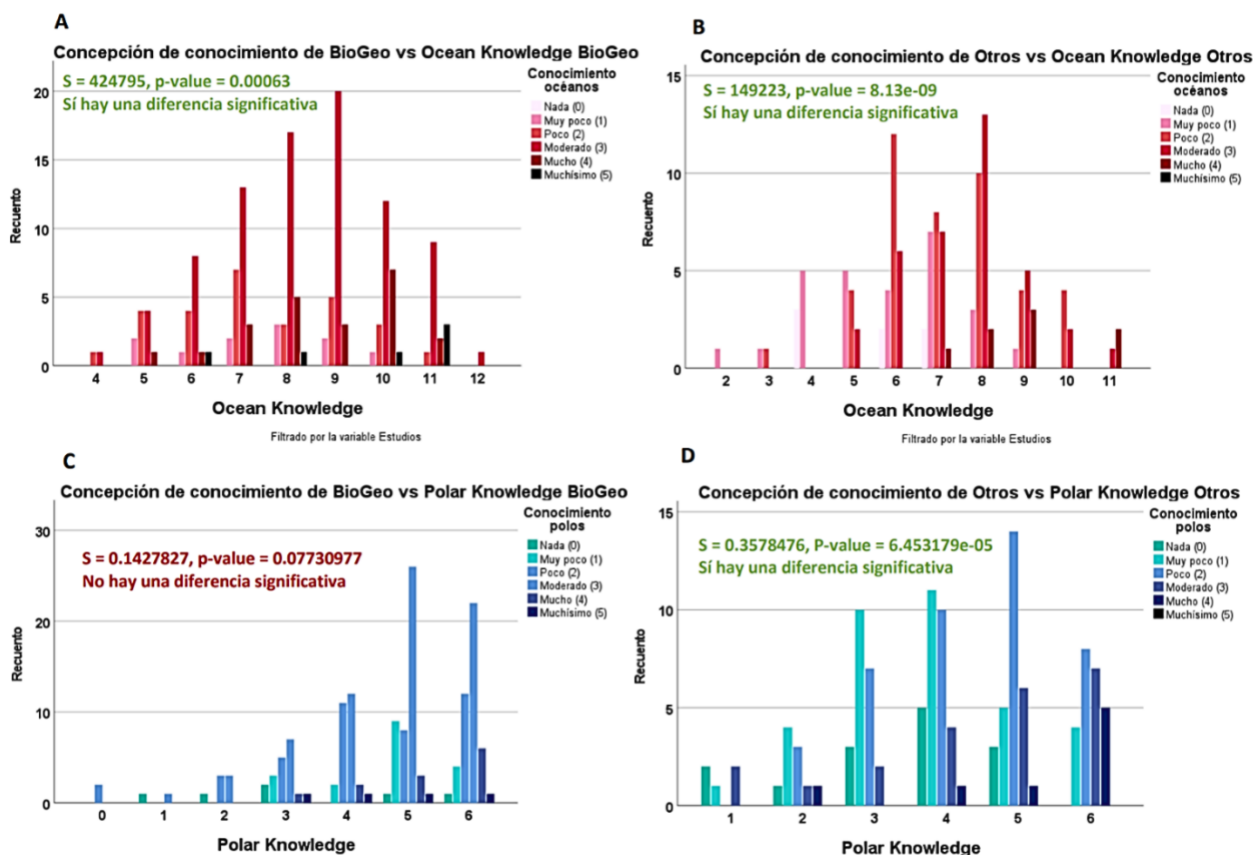 A
Concepción de conocimiento de BioGeo vs Ocean Knowledge BioGeo
S = 424795, p-value = 0.00063
Sí hay una diferencia significativa
Conocimiento
océanos
Nada (0)
Muy poco (1)
Poco (2)
Moderado (3)
Mucho (4)
Muchísimo (5)
Recuento
20
15
10
5
0
4 5 6 7 8 9 10 11 12
Ocean Knowledge
Filtrado por la variable Estudios
B
Concepción de conocimiento de Otros vs Ocean Knowledge Otros
S = 149223, p-value = 8.13e-09
Sí hay una diferencia significativa
Conocimiento
océanos
Nada (0)
Muy poco (1)
Poco (2)
Moderado (3)
Mucho (4)
Muchísimo (5)
Recuento
15
10
5
0
2 3 4 5 6 7 8 9 10 11
Ocean Knowledge
Filtrado por la variable Estudios
C
Concepción de conocimiento de BioGeo vs Polar Knowledge BioGeo
S = 0.1427827, p-value = 0.07730977
No hay una diferencia significativa
Conocimiento
polos
Nada (0)
Muy poco (1)
Poco (2)
Moderado (3)
Mucho (4)
Muchísimo (5)
Recuento
30
20
10
0
0 1 2 3 4 5 6
Polar Knowledge
D
Concepción de conocimiento de Otros vs Polar Knowledge Otros
S = 0.3578476, P-value = 6.453179e-05
Sí hay una diferencia significativa
Conocimiento
polos
Nada (0)
Muy poco (1)
Poco (2)
Moderado (3)
Mucho (4)
Muchísimo (5)
Recuento
15
10
5
0
1 2 3 4 5 6
Polar Knowledge